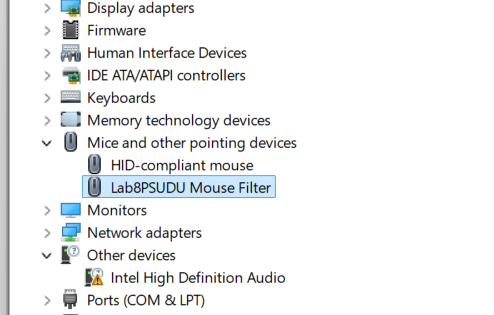 Display adapters
Firmware
Human Interface Devices
IDE ATA/ATAPI controllers
Keyboards
Memory technology devices
Mice and other pointing devices
HID-compliant mouse
Lab8PSUDU Mouse Filter
Monitors
Network adapters
Other devices
Intel High Definition Audio
Ports (COM & LPT)